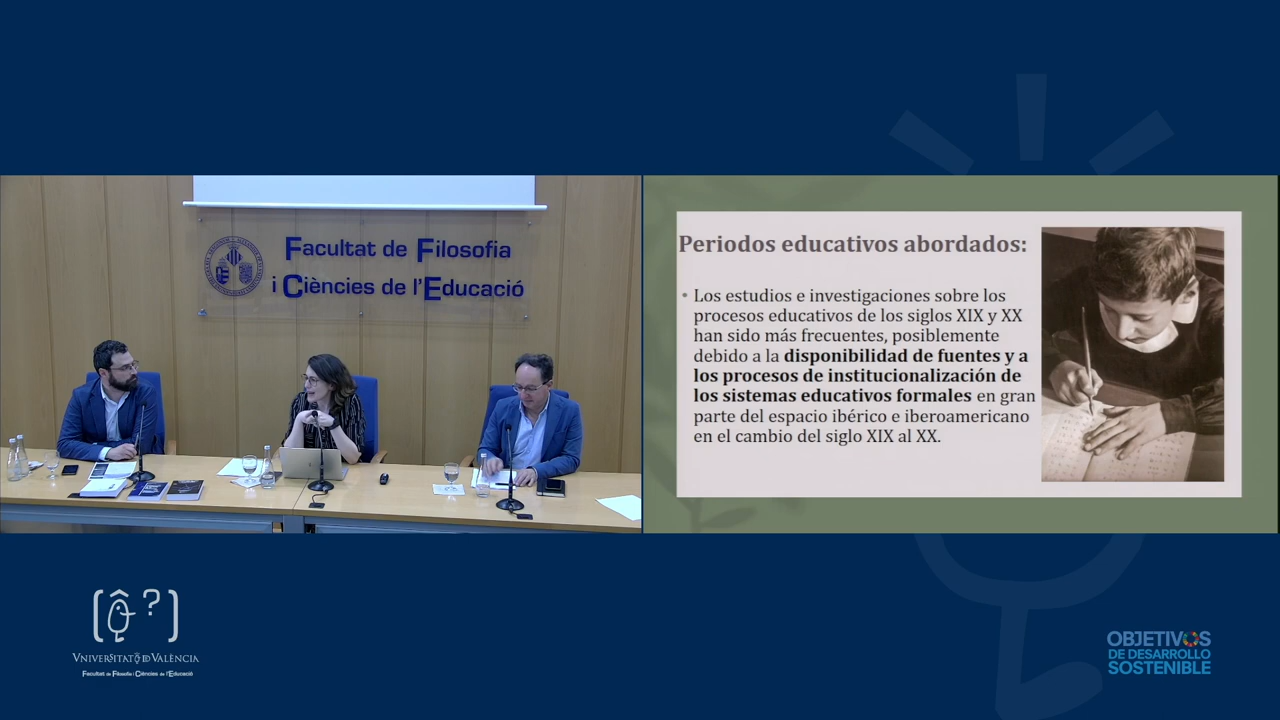 Facultat de Filosofia
i Ciències de l'Educació
Periodos educativos abordados:
• Los estudios e investigaciones sobre los
procesos educativos de los siglos XIX y XX
han sido más frecuentes, posiblemente
debido a la disponibilidad de fuentes y a
los procesos de institucionalización de
los sistemas educativos formales en gran
parte del espacio ibérico e iberoamericano
en el cambio del siglo XIX al XX.
[ô?]
VNIVERSITATÖDVALÈNCIA
Facultat de Filosofia i Ciències de l'Educació
OBJETIVOS
DE DESARROLLO
SOSTENIBLE